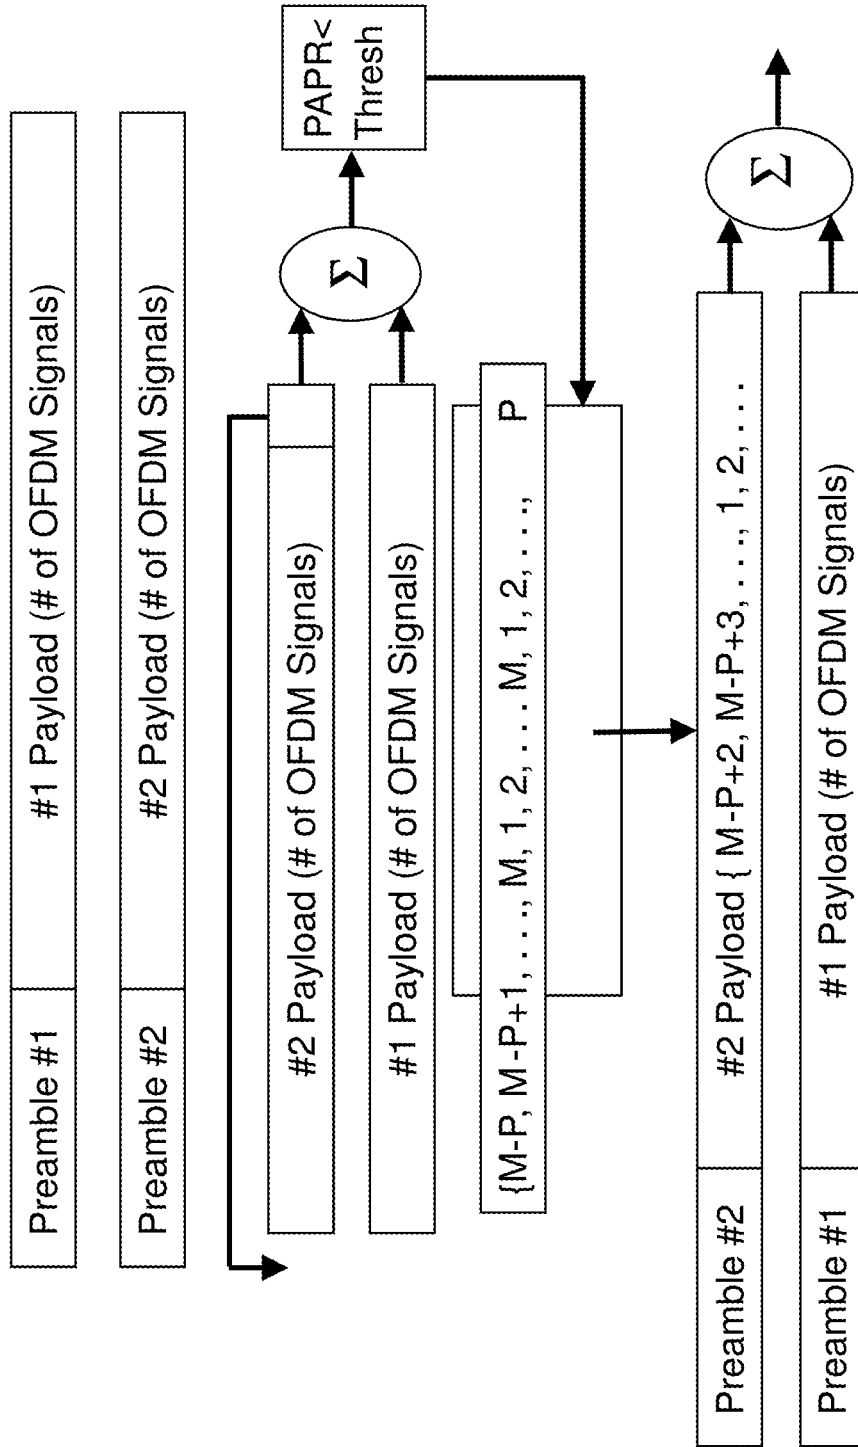 Preamble #1
#1 Payload (# of OFDM Signals)
Preamble #2
#2 Payload (# of OFDM Signals)
#2 Payload (# of OFDM Signals)
#1 Payload (# of OFDM Signals)
Σ
PAPR<
Thresh
{M-P, M-P+1, . . ., M, 1, 2, . . . M, 1, 2, . . ., P
Preamble #2
#2 Payload { M-P+2, M-P+3, . . ., 1, 2, . . .
Preamble #1
#1 Payload (# of OFDM Signals)
Σ